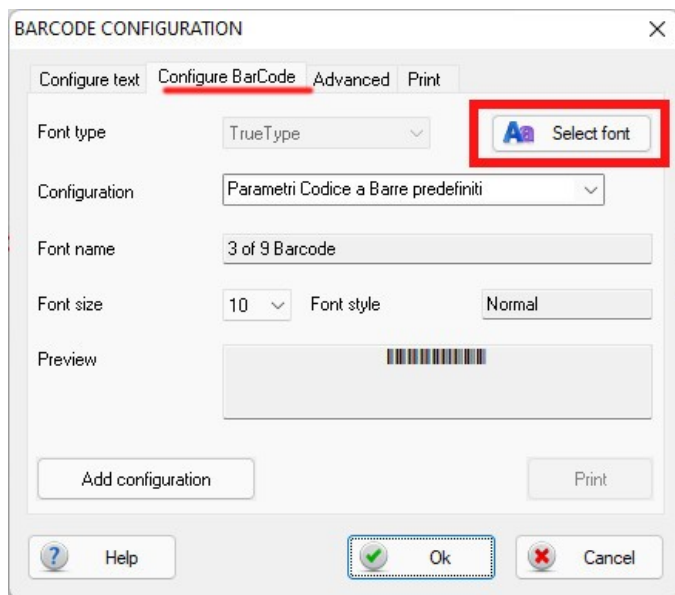 BARCODE CONFIGURATION
Configure text Configure BarCode Advanced Print
Font type TrueType Aa Select font
Configuration Parametri Codice a Barre predefiniti
Font name 3 of 9 Barcode
Font size 10 Font style Normal
Preview
Add configuration Print
? Help Ok Cancel